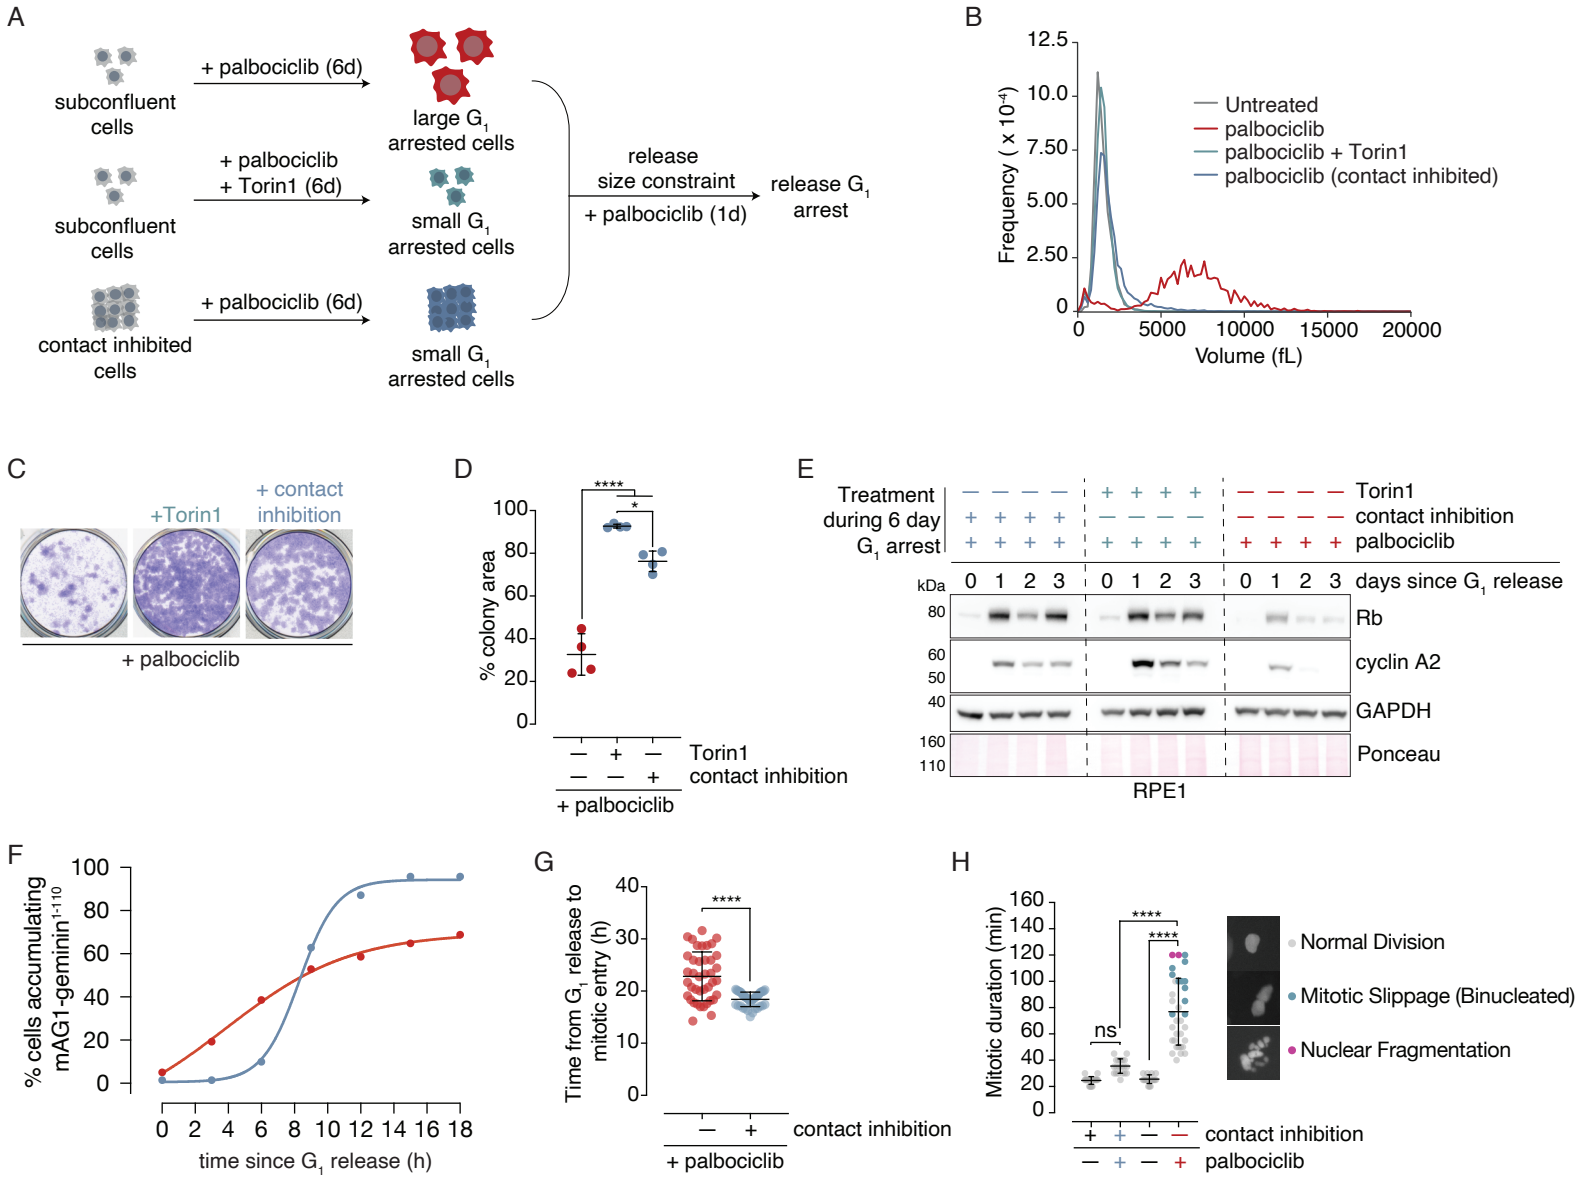 A
subconfluent
cells
+ palbociclib (6d)
large G1
arrested cells
subconfluent
cells
+ palbociclib
+ Torin1 (6d)
small G1
arrested cells
contact inhibited
cells
+ palbociclib (6d)
small G1
arrested cells
release
size constraint
+ palbociclib (1d)
release G1
arrest
B
Frequency ( x 10-4)
12.5
10.0
7.50
5.00
2.50
0
0
5000
10000
15000
20000
Volume (fL)
Untreated
palbociclib
palbociclib + Torin1
palbociclib (contact inhibited)
C
+Torin1
+ contact
inhibition
+ palbociclib
D
% colony area
100
80
60
40
20
0
****
*
— + — Torin1
— — + contact inhibition
+ palbociclib
E
Treatment
during 6 day
G1 arrest
— — — — + + + + — — — — Torin1
+ + + + — — — — — — — — contact inhibition
+ + + + + + + + + + + + palbociclib
kDa
0 1 2 3 0 1 2 3 0 1 2 3 days since G1 release
80
Rb
60
50
cyclin A2
40
GAPDH
160
110
Ponceau
RPE1
F
% cells accumulating
mAG1-geminin1-110
100
80
60
40
20
0
0 2 4 6 8 10 12 14 16 18
time since G1 release (h)
G
Time from G1 release to
mitotic entry (h)
40
30
20
10
0
****
— + contact inhibition
+ palbociclib
H
Mitotic duration (min)
160
140
120
100
80
60
40
20
0
****
****
ns
Normal Division
Mitotic Slippage (Binucleated)
Nuclear Fragmentation
+ + — — contact inhibition
— + — + palbociclib